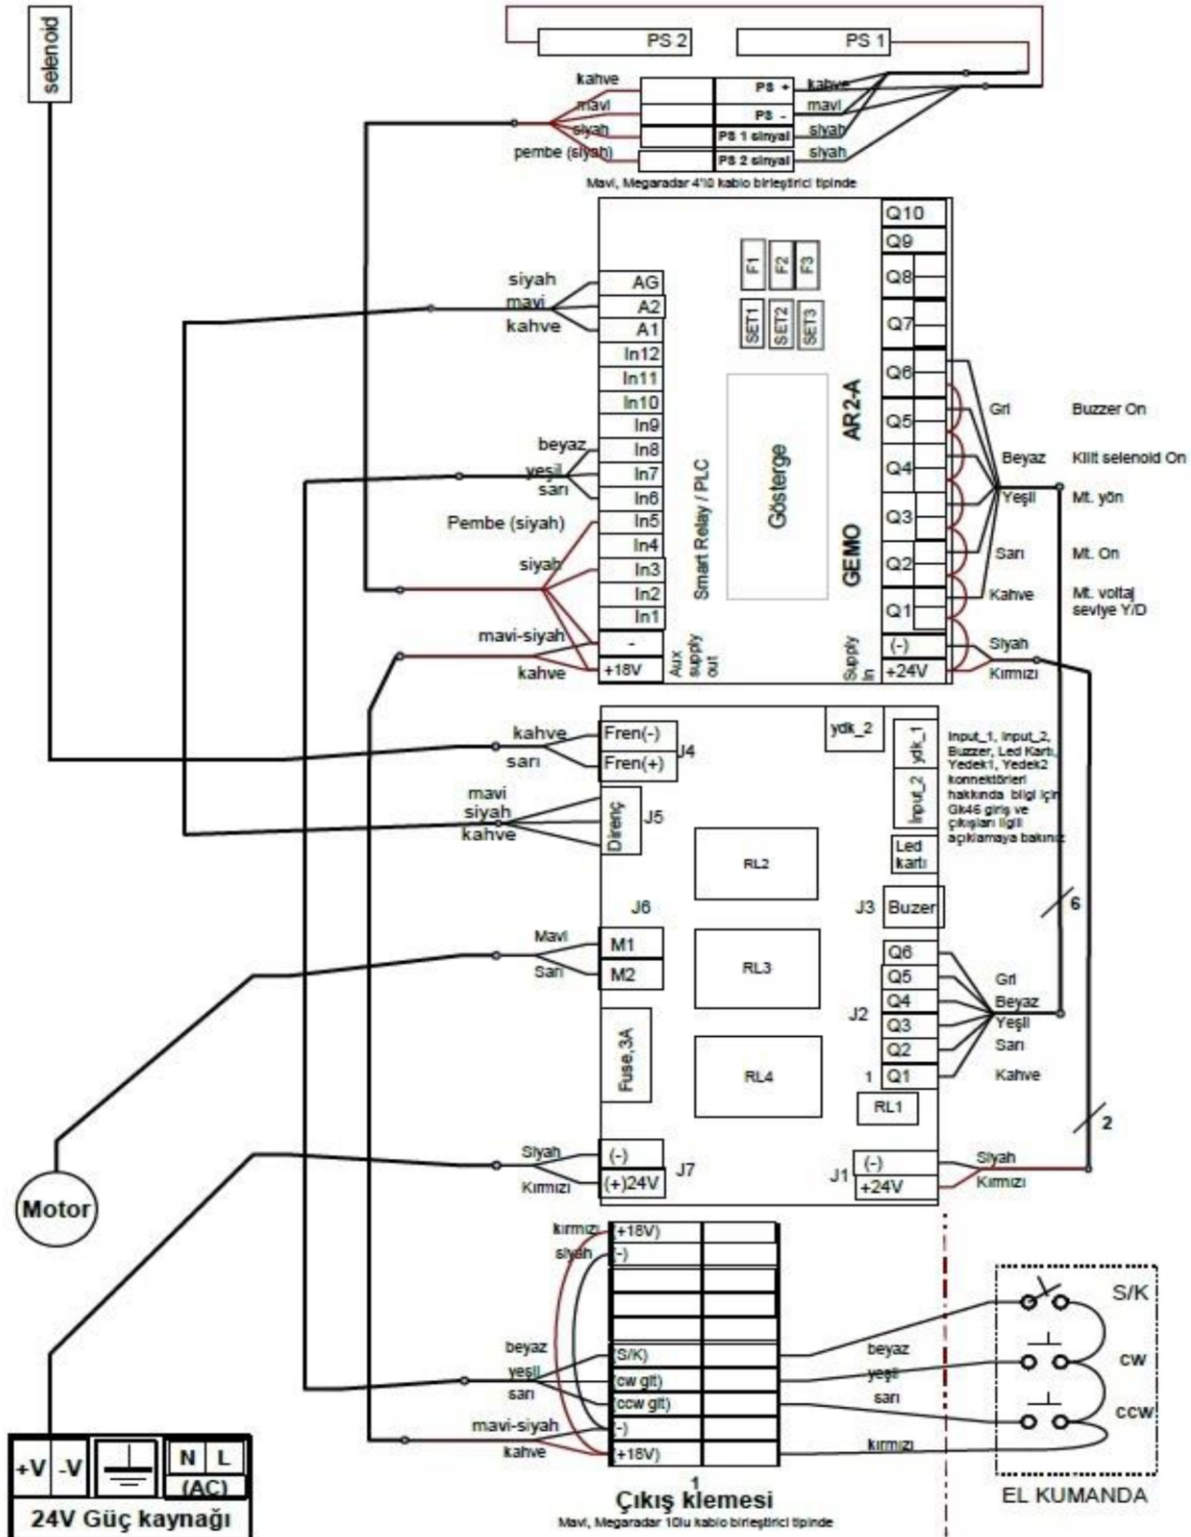 selenoid
PS 2
PS 1
kahve
PS +
kahve
mavi
PS -
mavi
siyah
PS 1 sinyal
siyah
pembe (siyah)
PS 2 sinyal
siyah
Mavi, Megaradar 4'lü kablo birleştirici tipinde
siyah
mavi
kahve
AG
A2
A1
In12
In11
In10
In9
In8
In7
In6
In5
In4
In3
In2
In1
-
+18V
beyaz
yeşil
sarı
Pembe (siyah)
siyah
mavi-siyah
kahve
F1
F2
F3
SET1
SET2
SET3
Gösterge
Smart Relay / PLC
GEMO AR2-A
Aux supply out
Supply In
Q10
Q9
Q8
Q7
Q6
Q5
Q4
Q3
Q2
Q1
(-)
+24V
Gri
Buzzer On
Beyaz
Kilit selenoid On
Yeşil
Mt. yön
Sarı
Mt. On
Kahve
Mt. voltaj
seviye Y/D
Siyah
Kırmızı
kahve
sarı
Fren(-)
Fren(+)
J4
mavi
siyah
kahve
Direnç
J5
ydk_2
ydk_1
Input_2
Led
kartı
Input_1, Input_2,
Buzzer, Led Kartı,
Yedek1, Yedek2
konnektörleri
hakkında bilgi için
Gk46 giriş ve
çıkışları ilgili
açıklamaya bakınız
RL2
J6
J3
Buzer
6
Mavi
Sarı
M1
M2
RL3
Q6
Q5
Q4
Q3
Q2
1
Q1
J2
Gri
Beyaz
Yeşil
Sarı
Kahve
Fuse,3A
RL4
RL1
2
Siyah
Kırmızı
(-)
(+)24V
J7
J1
(-)
+24V
Siyah
Kırmızı
Motor
kırmızı
(+18V)
siyah
(-)
beyaz
(S/K)
beyaz
yeşil
(cw git)
yeşil
sarı
(ccw git)
sarı
mavi-siyah
(-)
kahve
(+18V)
kırmızı
S/K
CW
CCW
EL KUMANDA
1
Çıkış klemesi
Mavi, Megaradar 10lu kablo birleştirici tipinde
+V
-V
N
L
(AC)
24V Güç kaynağı